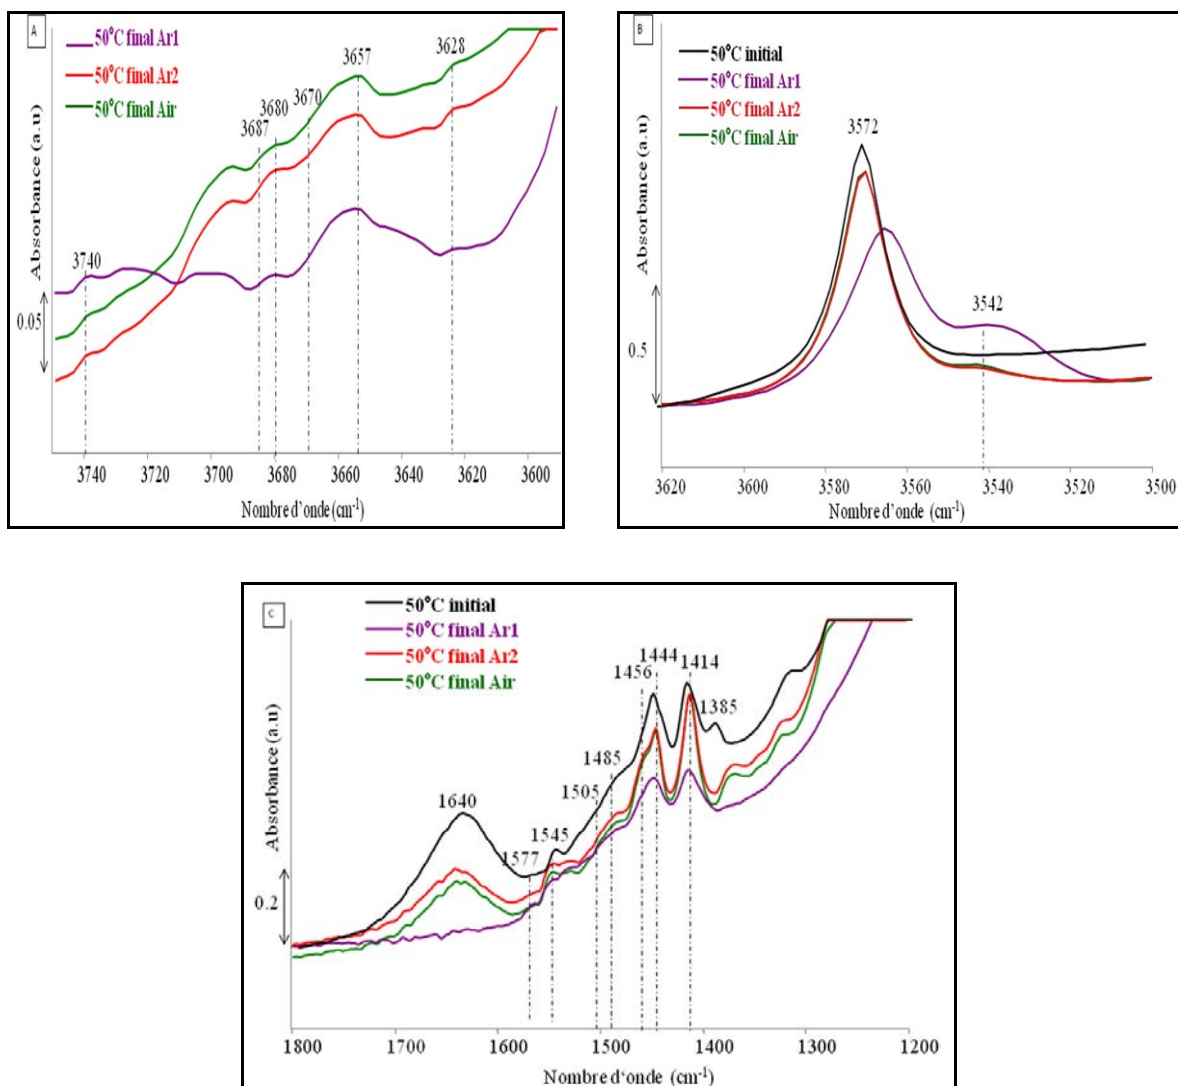 A
50°C final Ar1
50°C final Ar2
50°C final Air
3657
3628
3670
3680
3687
3740
Absorbance (a.u)
0.05
3740 3720 3700 3680 3660 3640 3620 3600
Nombre d’onde (cm-1)
B
50°C initial
50°C final Ar1
50°C final Ar2
50°C final Air
3572
3542
Absorbance (a.u)
0.5
3620 3600 3580 3560 3540 3520 3500
Nombre d’onde (cm-1)
C
50°C initial
50°C final Ar1
50°C final Ar2
50°C final Air
1444
1456
1414
1385
1485
1505
1640
1545
1577
Absorbance (a.u)
0.2
1800 1700 1600 1500 1400 1300 1200
Nombre d‘onde (cm-1)